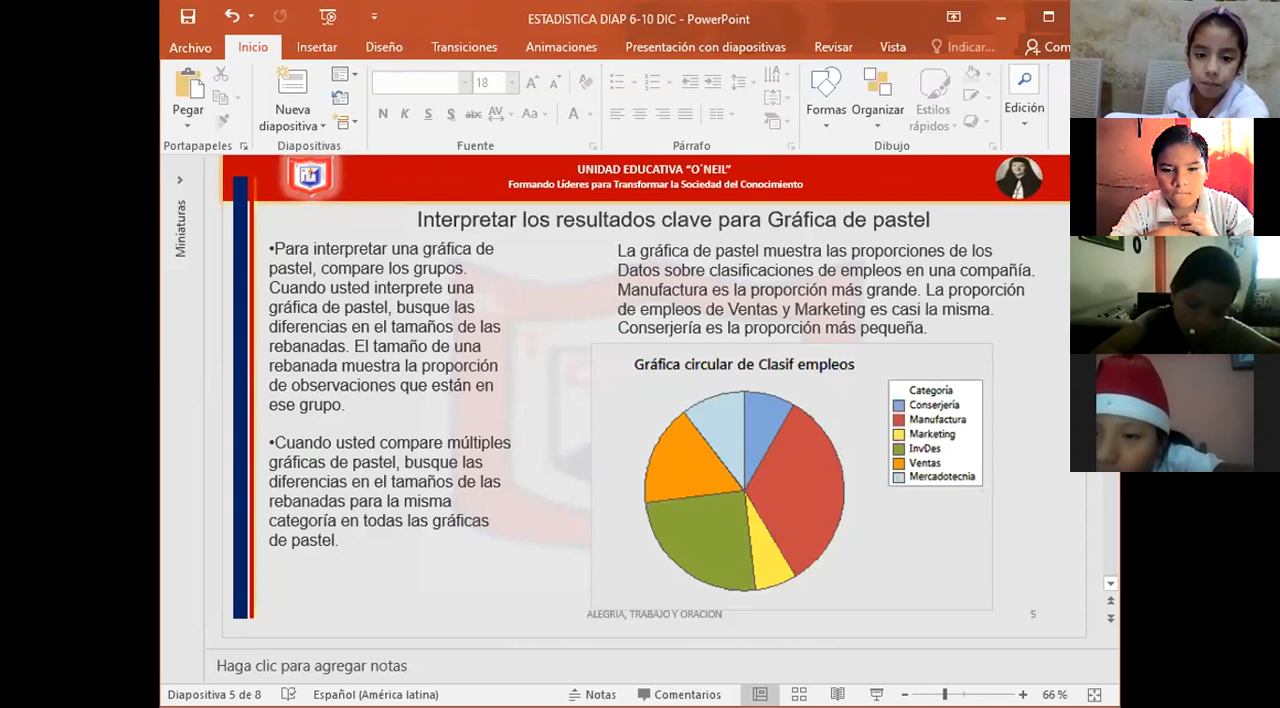 ESTADISTICA DIAP 6-10 DIC - PowerPoint
Archivo Inicio Insertar Diseño Transiciones Animaciones Presentación con diapositivas Revisar Vista Indicar... Com
18
Pegar Nueva diapositiva Formas Organizar Estilos rápidos Edición
N K S S abc AV Aa A
Portapapeles Diapositivas Fuente Párrafo Dibujo
Miniaturas
UNIDAD EDUCATIVA “O´NEIL”
Formando Líderes para Transformar la Sociedad del Conocimiento
Interpretar los resultados clave para Gráfica de pastel
•Para interpretar una gráfica de
pastel, compare los grupos.
Cuando usted interprete una
gráfica de pastel, busque las
diferencias en el tamaños de las
rebanadas. El tamaño de una
rebanada muestra la proporción
de observaciones que están en
ese grupo.
•Cuando usted compare múltiples
gráficas de pastel, busque las
diferencias en el tamaños de las
rebanadas para la misma
categoría en todas las gráficas
de pastel.
La gráfica de pastel muestra las proporciones de los
Datos sobre clasificaciones de empleos en una compañía.
Manufactura es la proporción más grande. La proporción
de empleos de Ventas y Marketing es casi la misma.
Conserjería es la proporción más pequeña.
Gráfica circular de Clasif empleos
Categoría
Conserjería
Manufactura
Marketing
InvDes
Ventas
Mercadotecnia
ALEGRIA, TRABAJO Y ORACION
5
Haga clic para agregar notas
Diapositiva 5 de 8 Español (América latina) Notas Comentarios 66 %